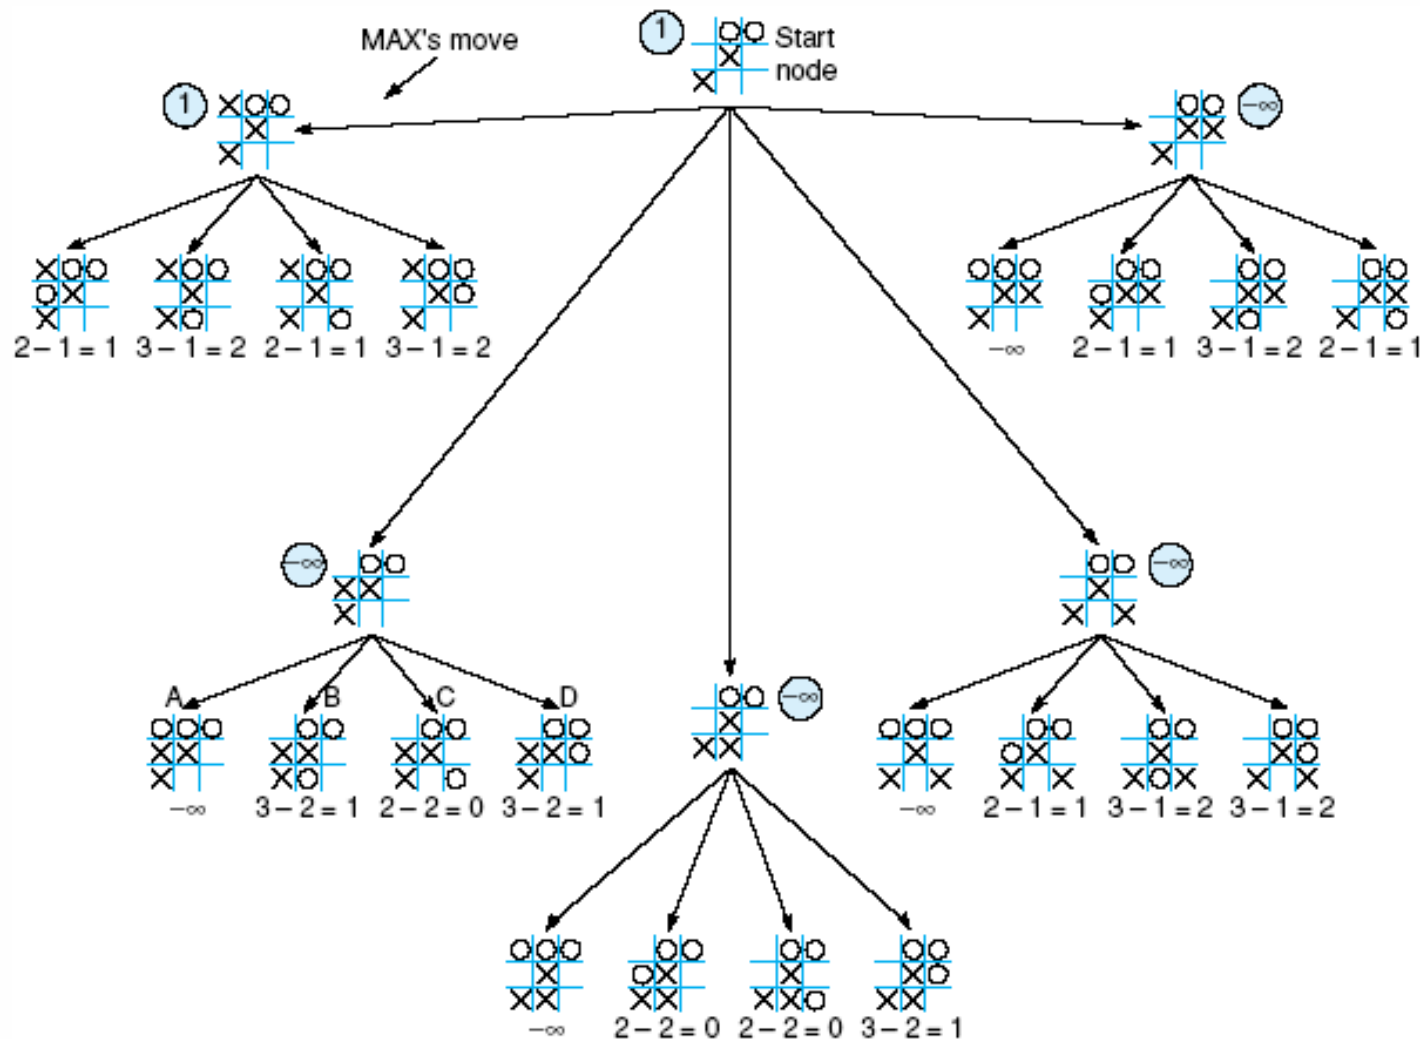 MAX's move
1
Start
node
X O O
X
X
1
X O O
X
X
O O
X X
X
−∞
X O O
O X
X
X O O
X
X O
X O O
X
X O
X O O
X O
X
O O O
X X
X
O O
O X X
X
O O
X X
X O
O O
X X
X O
2 − 1 = 1
3 − 1 = 2
2 − 1 = 1
3 − 1 = 2
−∞
2 − 1 = 1
3 − 1 = 2
2 − 1 = 1
−∞
O O
X X
X
O O
X
X X
−∞
A
B
C
D
O O
X
X X
−∞
O O O
X X
X
O O
X X
X O
O O
X X
X O
O O
X X O
X
O O O
X
X X
O O
O X
X X
O O
X
X O X
O O
X O
X X
−∞
3 − 2 = 1
2 − 2 = 0
3 − 2 = 1
−∞
2 − 1 = 1
3 − 1 = 2
3 − 1 = 2
O O O
X
X X
O O
O X
X X
O O
X
X X O
O O
X O
X X
−∞
2 − 2 = 0
2 − 2 = 0
3 − 2 = 1